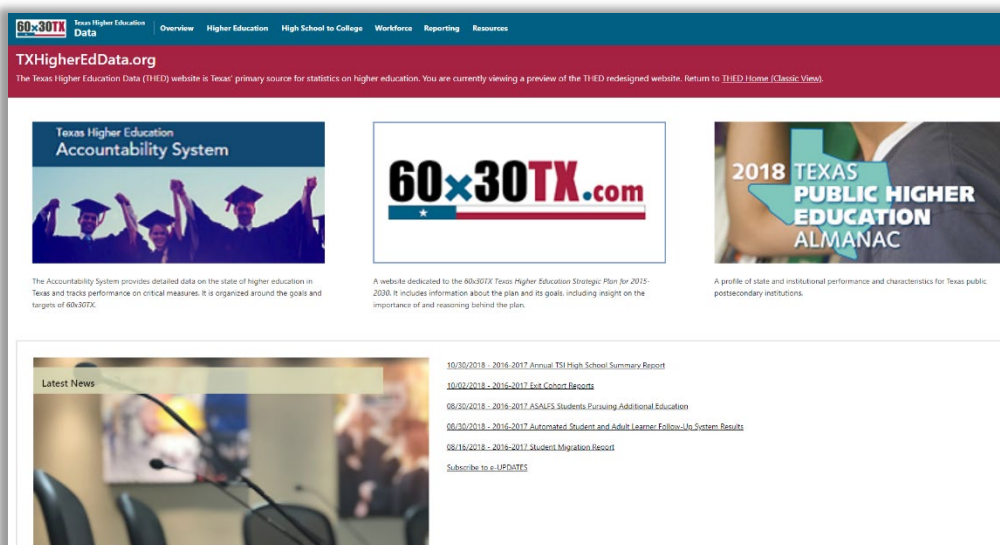 60x30TX
Texas Higher Education
Data
Overview
Higher Education
High School to College
Workforce
Reporting
Resources
TXHigherEdData.org
The Texas Higher Education Data (THED) website is Texas' primary source for statistics on higher education. You are currently viewing a preview of the THED redesigned website. Return to THED Home (Classic View).
Texas Higher Education
Accountability System
60x30TX.com
2018 TEXAS
PUBLIC HIGHER
EDUCATION
ALMANAC
The Accountability System provides detailed data on the state of higher education in
Texas and tracks performance on critical measures. It is organized around the goals and
targets of 60x30TX.
A website dedicated to the 60x30TX Texas Higher Education Strategic Plan for 2015-
2030. It includes information about the plan and its goals, including insight on the
importance of and reasoning behind the plan.
A profile of state and institutional performance and characteristics for Texas public
postsecondary institutions.
Latest News
10/30/2018 - 2016-2017 Annual TSI High School Summary Report
10/02/2018 - 2016-2017 Exit Cohort Reports
08/30/2018 - 2016-2017 ASALFS Students Pursuing Additional Education
08/30/2018 - 2016-2017 Automated Student and Adult Learner Follow-Up System Results
08/16/2018 - 2016-2017 Student Migration Report
Subscribe to e-UPDATES